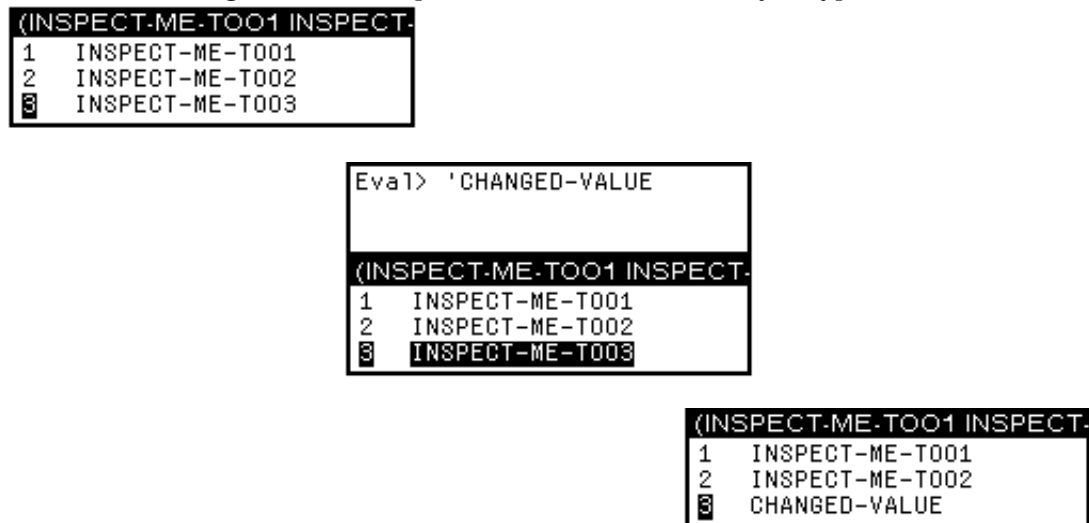 (INSPECT-ME-TOO1 INSPECT-
1 INSPECT-ME-TOO1
2 INSPECT-ME-TOO2
3 INSPECT-ME-TOO3
Eval> 'CHANGED-VALUE
(INSPECT-ME-TOO1 INSPECT-
1 INSPECT-ME-TOO1
2 INSPECT-ME-TOO2
3 INSPECT-ME-TOO3
(INSPECT-ME-TOO1 INSPECT-
1 INSPECT-ME-TOO1
2 INSPECT-ME-TOO2
3 CHANGED-VALUE